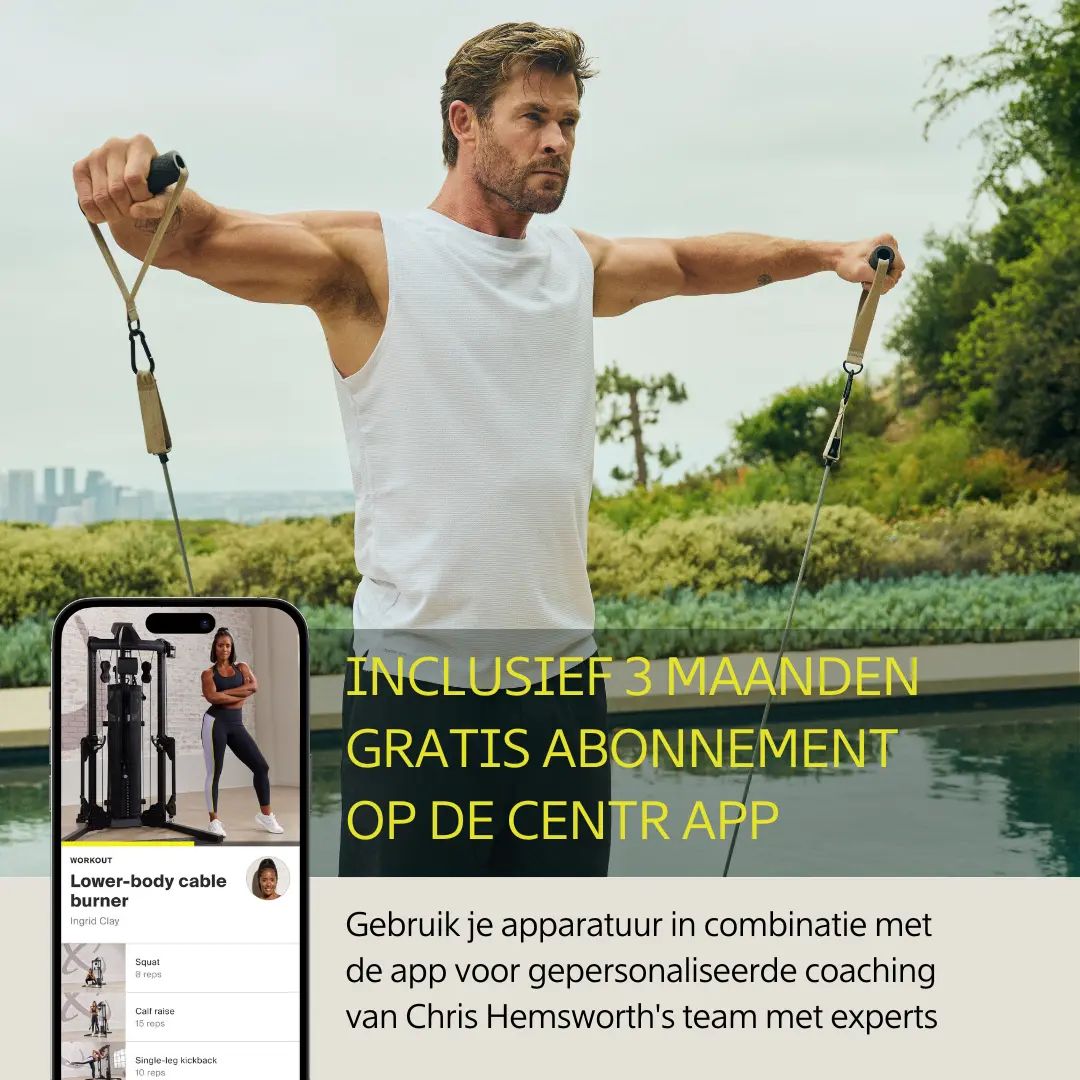 INCLUSIEF 3 MAANDEN
GRATIS ABONNEMENT
OP DE CENTR APP
WORKOUT
Lower-body cable
burner
Ingrid Clay
Squat
8 reps
Calf raise
15 reps
Single-leg kickback
10 reps
Gebruik je apparatuur in combinatie met
de app voor gepersonaliseerde coaching
van Chris Hemsworth's team met experts